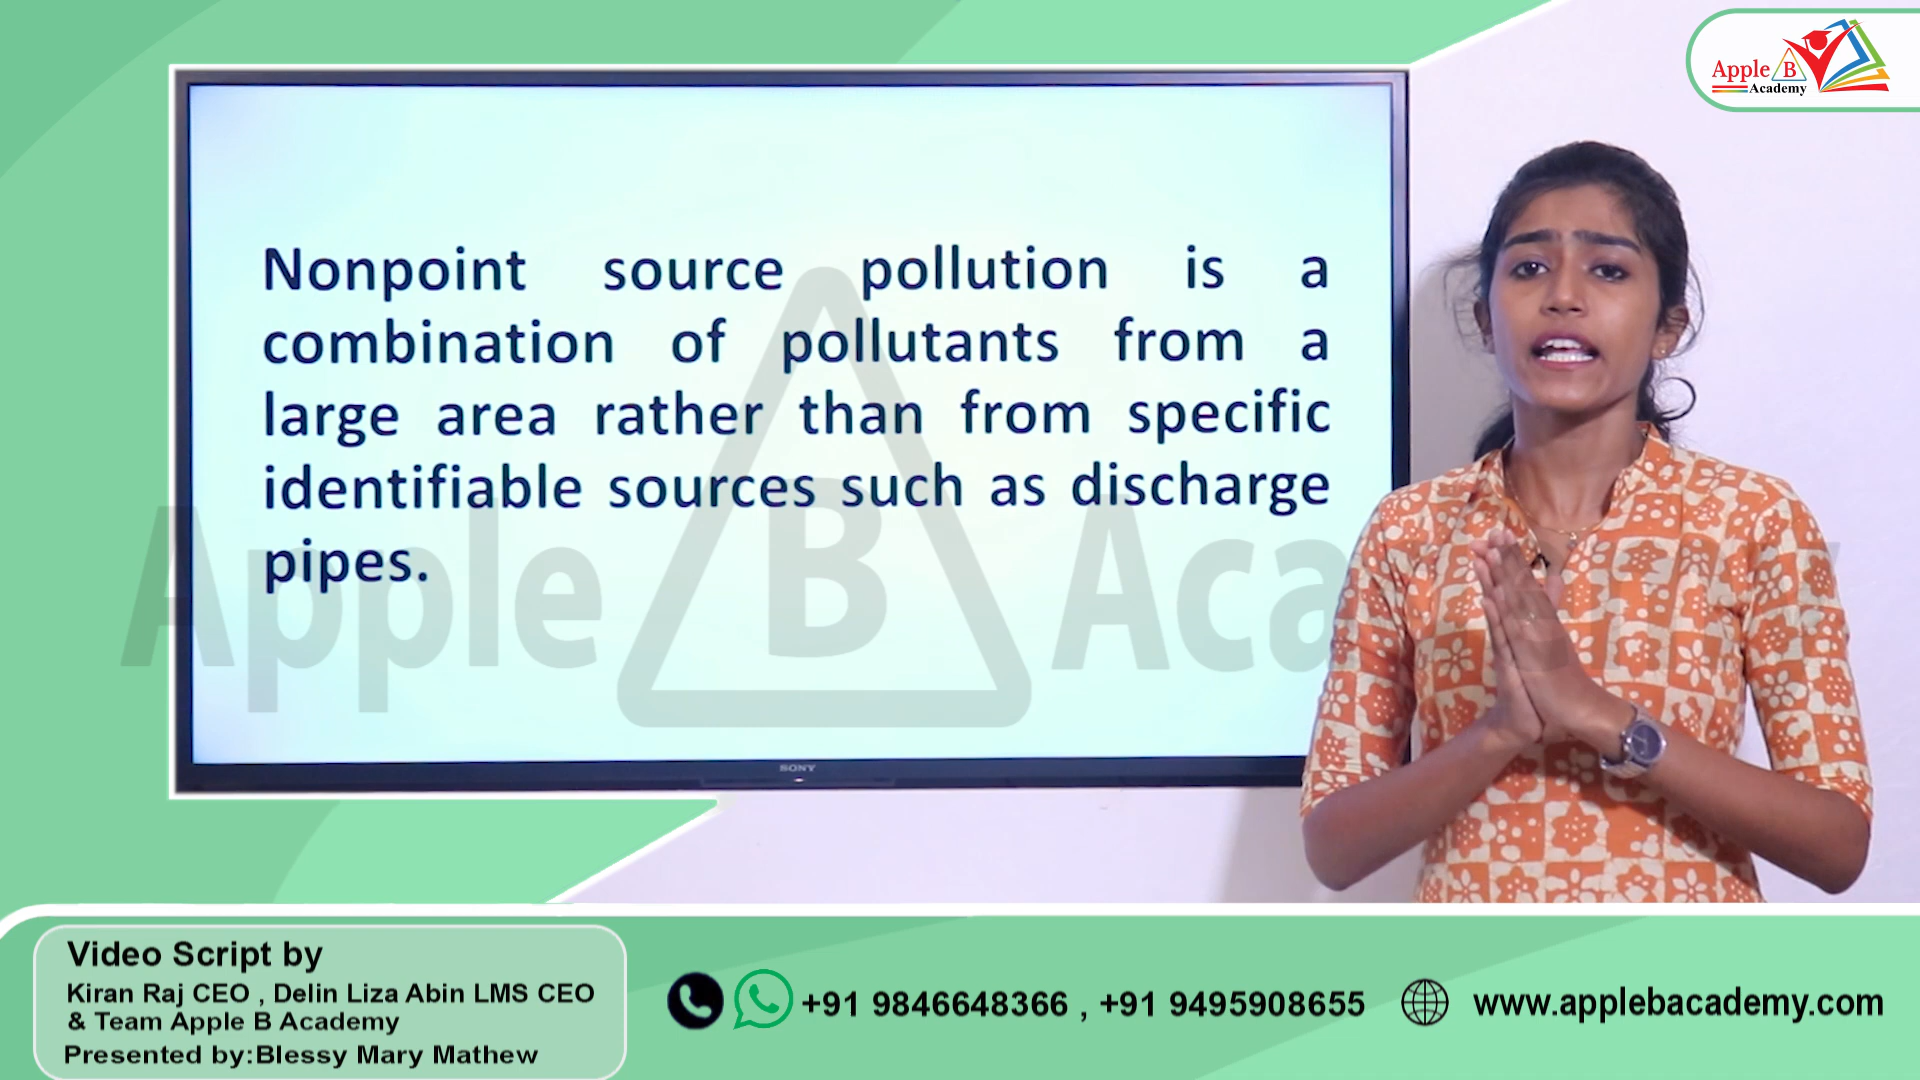 Apple B
Academy
Nonpoint source pollution is a
combination of pollutants from a
large area rather than from specific
identifiable sources such as discharge
pipes.
Apple B Academy
SONY
Video Script by
Kiran Raj CEO , Delin Liza Abin LMS CEO
& Team Apple B Academy
Presented by:Blessy Mary Mathew
+91 9846648366 , +91 9495908655
www.applebacademy.com